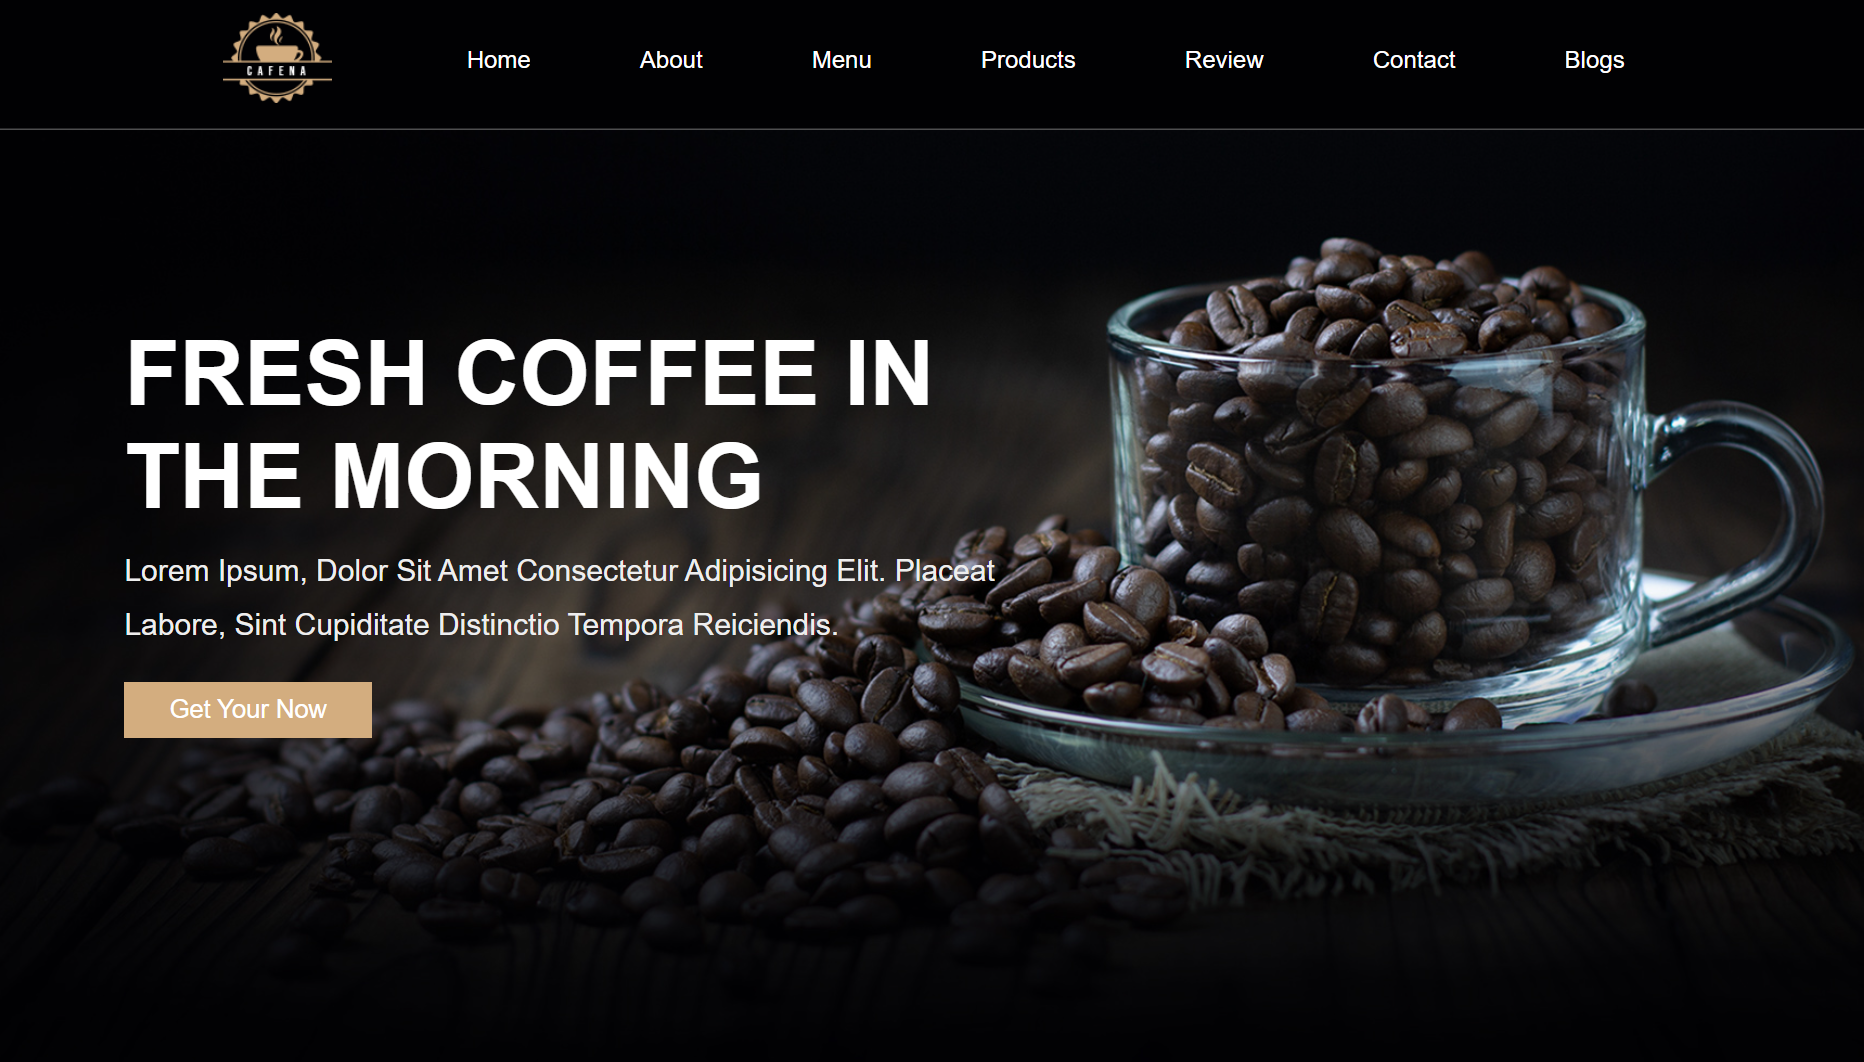 CAFENA
Home About Menu Products Review Contact Blogs
FRESH COFFEE IN
THE MORNING
Lorem Ipsum, Dolor Sit Amet Consectetur Adipisicing Elit. Placeat
Labore, Sint Cupiditate Distinctio Tempora Reiciendis.
Get Your Now